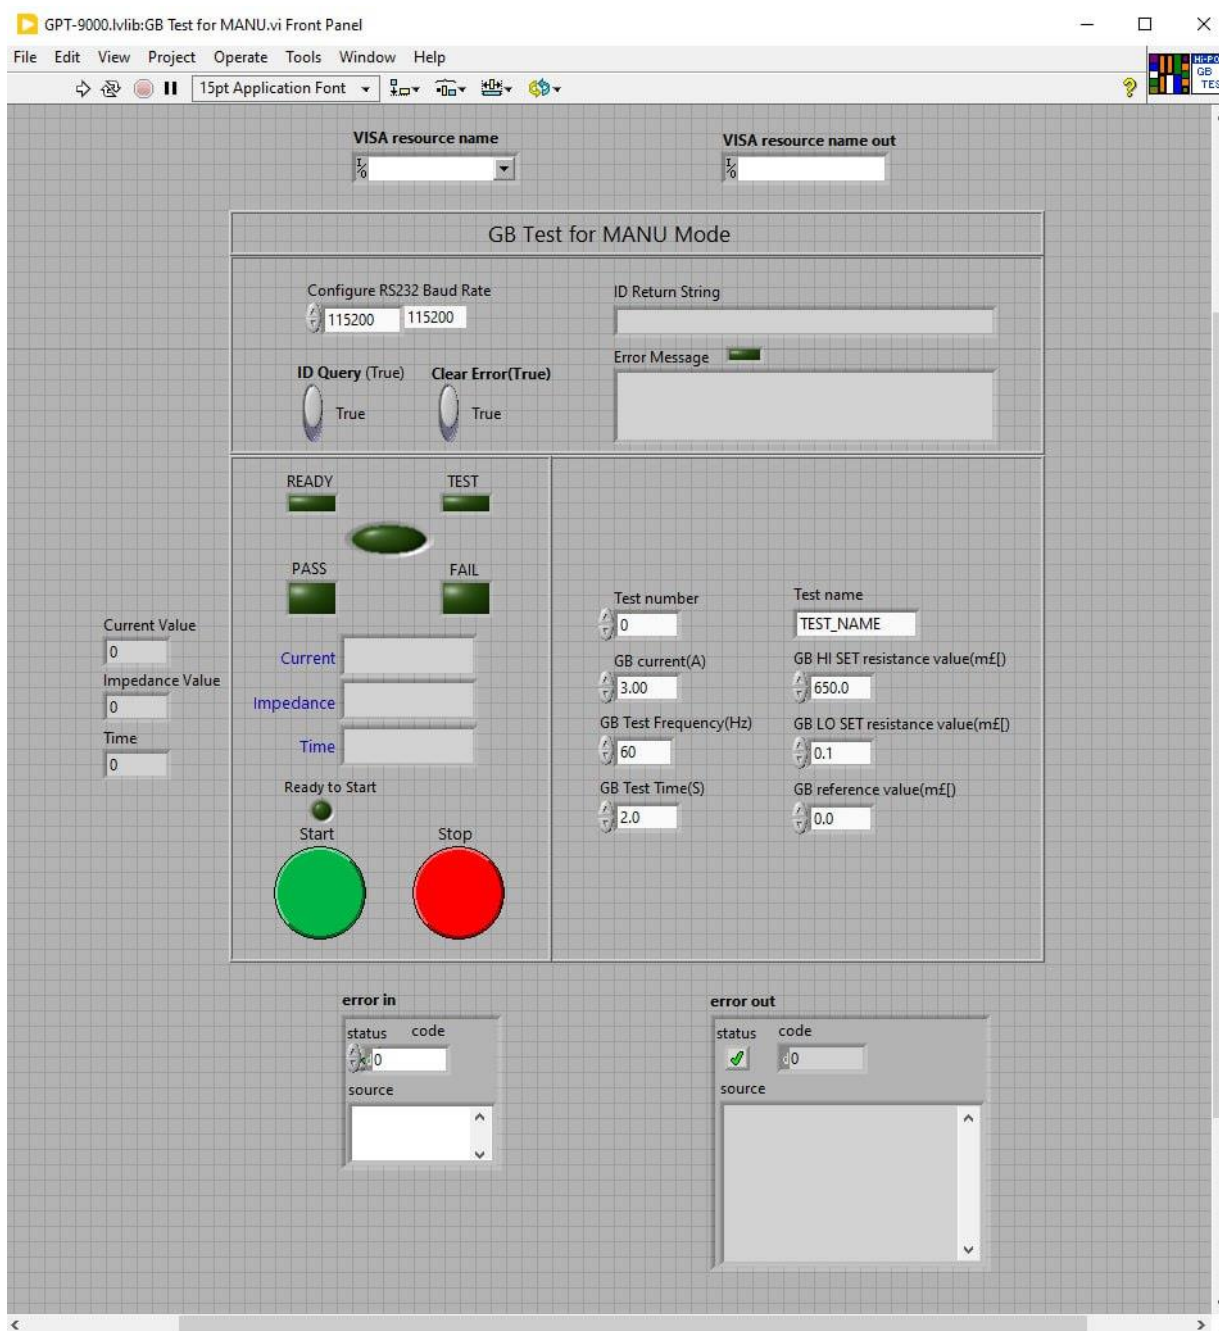 GPT-9000.lvlib:GB Test for MANU.vi Front Panel
File Edit View Project Operate Tools Window Help
15pt Application Font
Hi-PO
GB
TES
VISA resource name
VISA resource name out
GB Test for MANU Mode
Configure RS232 Baud Rate
115200 115200
ID Return String
Error Message
ID Query (True) Clear Error(True)
True True
READY TEST
PASS FAIL
Current
Impedance
Time
Current Value
0
Impedance Value
0
Time
0
Ready to Start
Start Stop
Test number Test name
0 TEST_NAME
GB current(A) GB HI SET resistance value(m£[)
3.00 650.0
GB Test Frequency(Hz) GB LO SET resistance value(m£[)
60 0.1
GB Test Time(S) GB reference value(m£[)
2.0 0.0
error in
status code
d0
source
error out
status code
d0
source